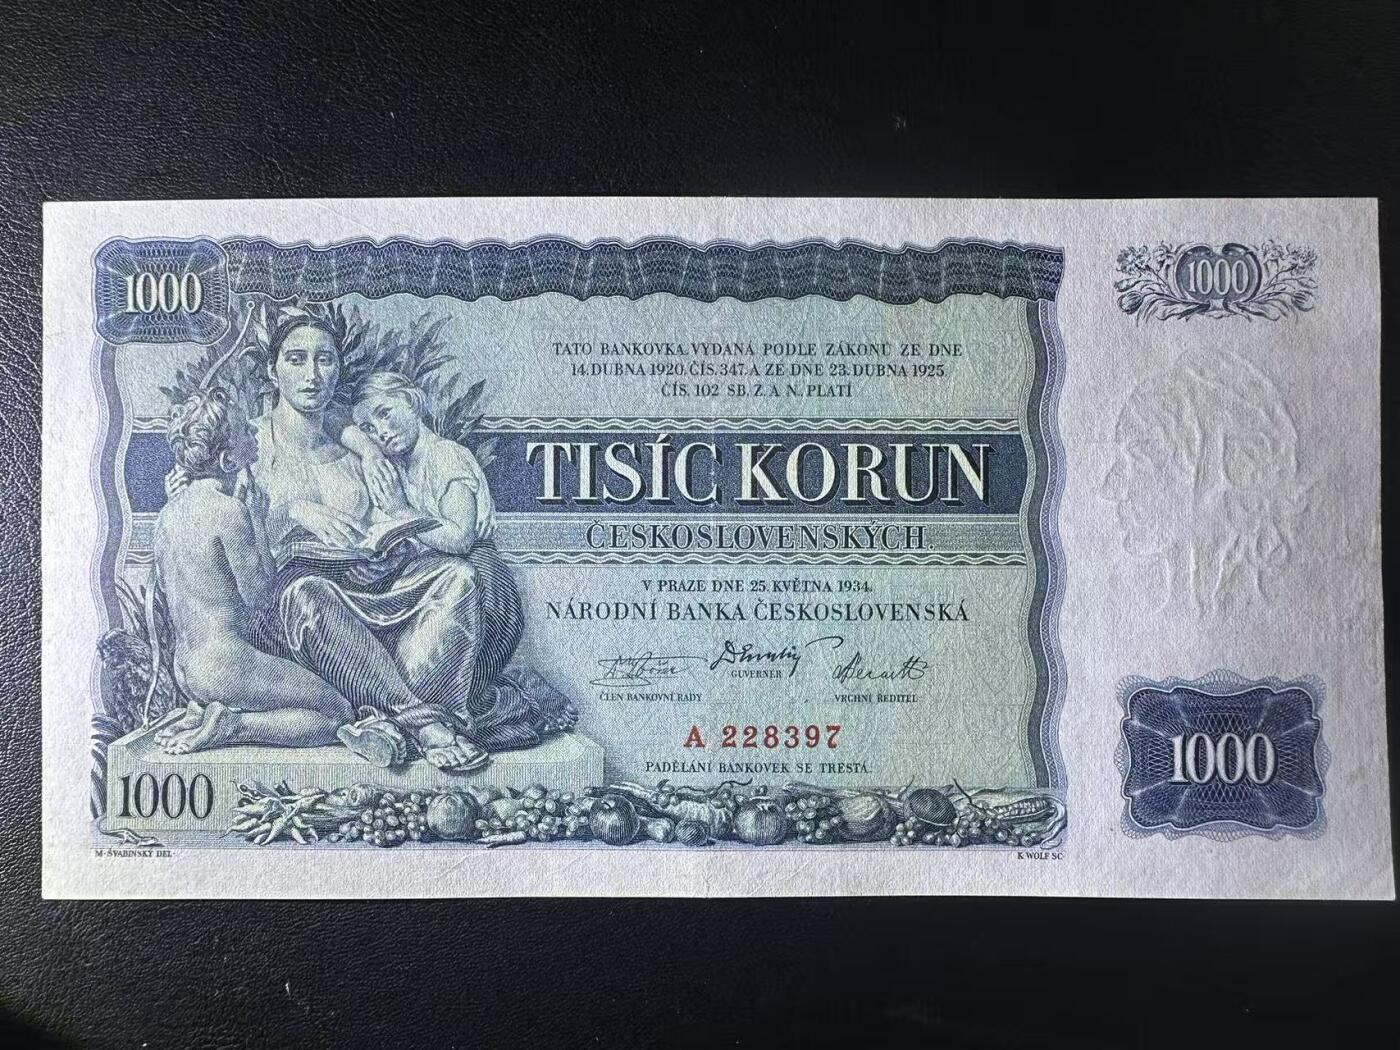 1000
1000
TATO BANKOVKA, VYDANÁ PODLE ZÁKONŮ ZE DNE
14. DUBNA 1920, ČÍS. 347. A ZE DNE 23. DUBNA 1925
ČÍS. 102 SB. Z. A N. PLATÍ
TISÍC KORUN
ČESKOSLOVENSKÝCH.
V PRAZE DNE 25. KVĚTNA 1934.
NÁRODNÍ BANKA ČESKOSLOVENSKÁ
ČLEN BANKOVNÍ RADY
GUVERNÉR
VRCHNÍ ŘEDITEL
A 228397
PADĚLÁNÍ BANKOVEK SE TRESTÁ.
1000
1000
M. ŠVABINSKÝ DEL.
K. WOLF SC.